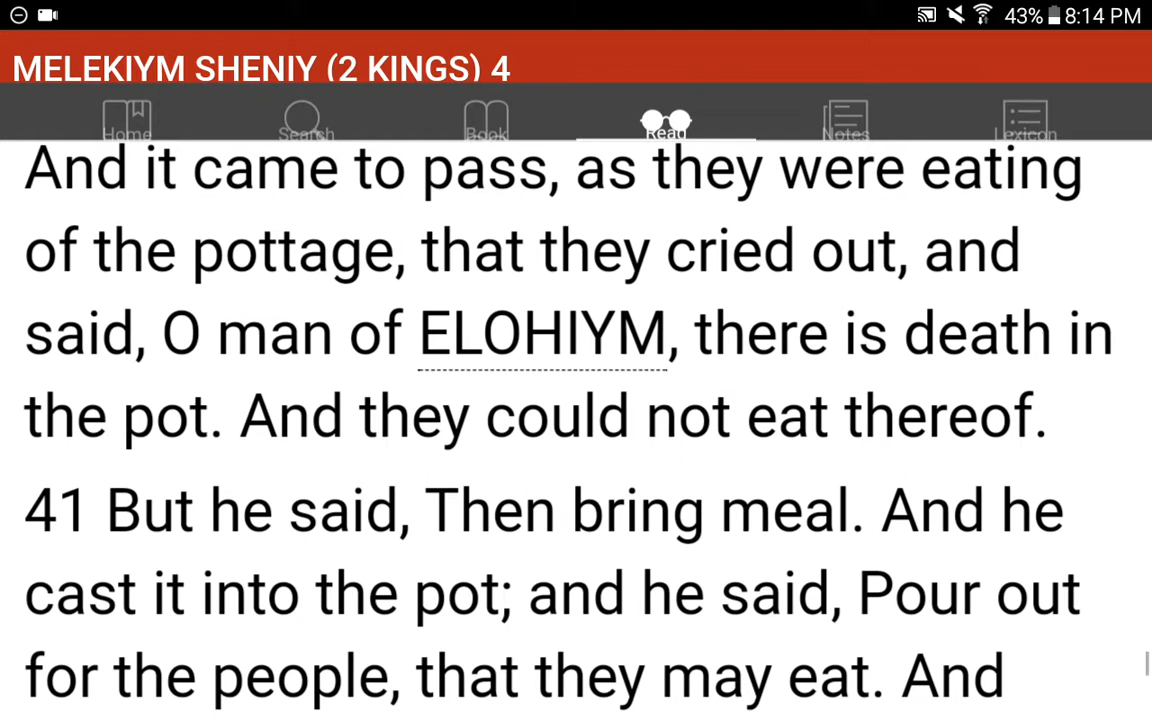 43% 8:14 PM
MELEKIYM SHENIY (2 KINGS) 4
Home Search Book Read Notes Lexicon
And it came to pass, as they were eating
of the pottage, that they cried out, and
said, O man of ELOHIYM, there is death in
the pot. And they could not eat thereof.
41 But he said, Then bring meal. And he
cast it into the pot; and he said, Pour out
for the people, that they may eat. And